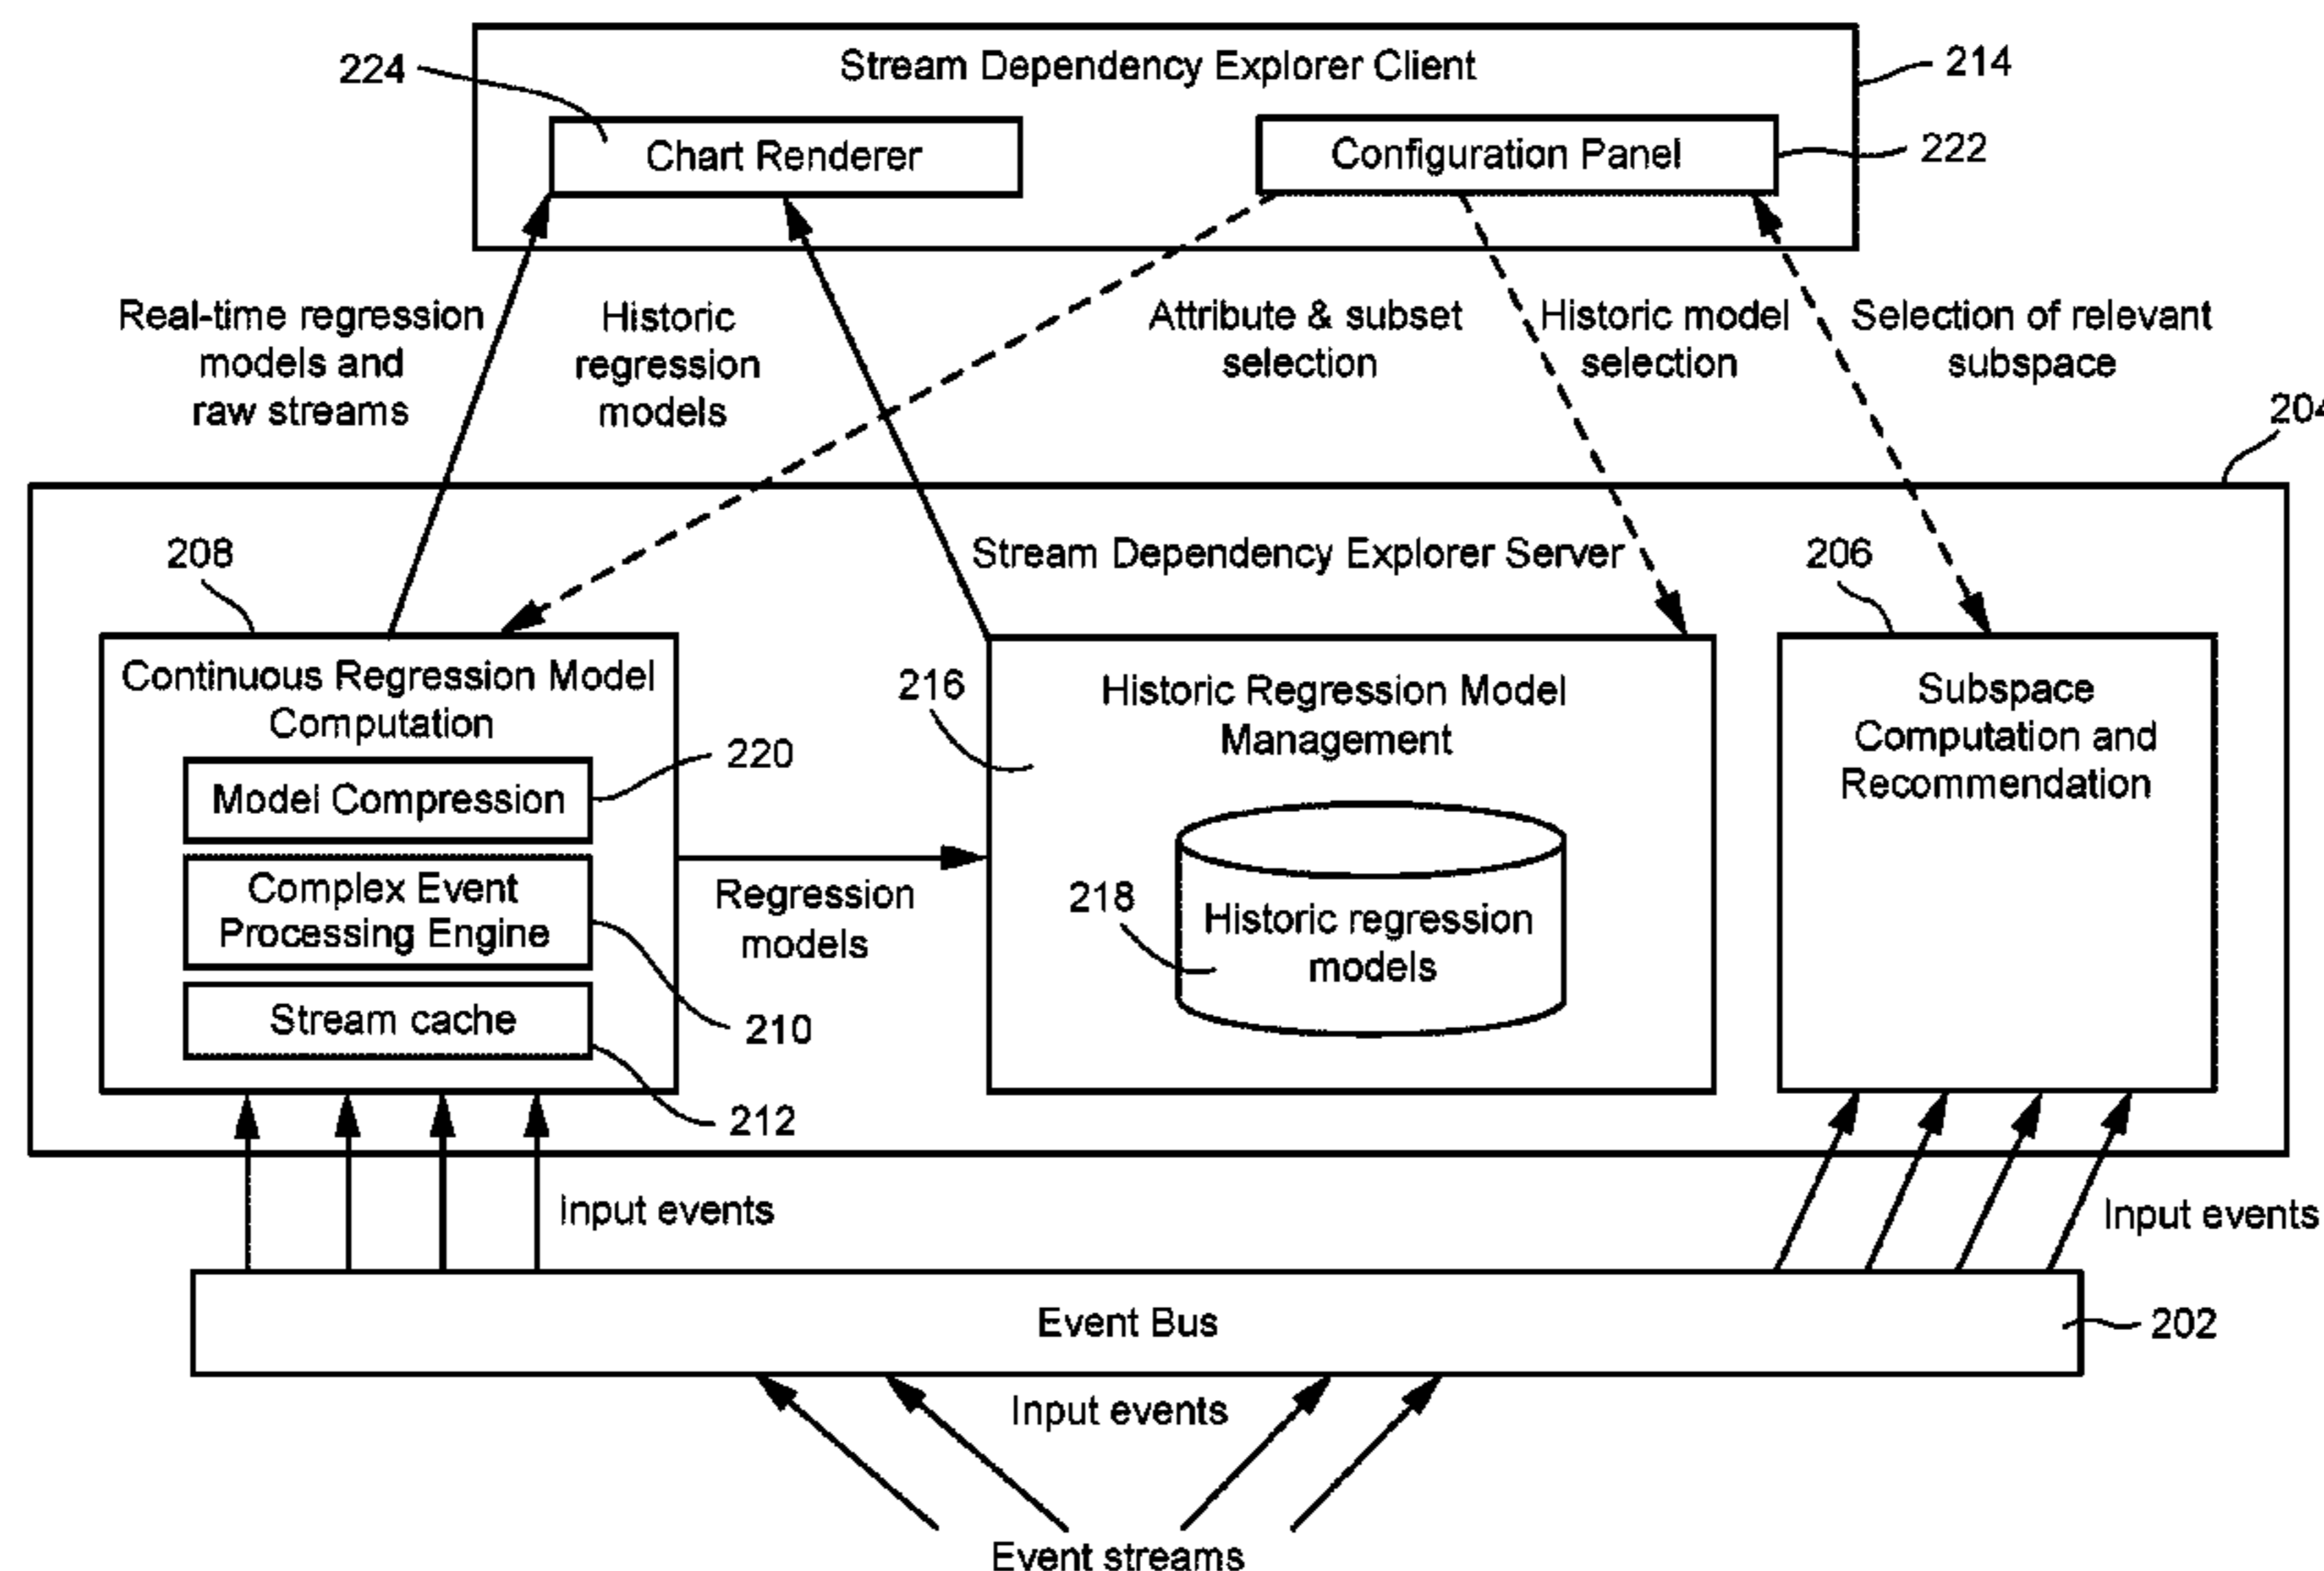 Stream Dependency Explorer Client
224
214
Chart Renderer
Configuration Panel
222
Real-time regression
models and
raw streams
Historic
regression
models
Attribute & subset
selection
Historic model
selection
Selection of relevant
subspace
204
Stream Dependency Explorer Server
208
206
Continuous Regression Model
Computation
220
Model Compression
Complex Event
Processing Engine
210
Stream cache
212
Regression
models
216
Historic Regression Model
Management
218
Historic regression
models
Subspace
Computation and
Recommendation
Input events
Input events
Event Bus
202
Input events
Event streams